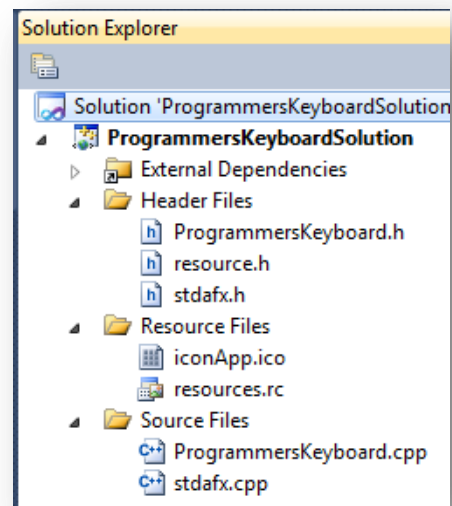 Solution Explorer
Solution 'ProgrammersKeyboardSolution
ProgrammersKeyboardSolution
External Dependencies
Header Files
h ProgrammersKeyboard.h
h resource.h
h stdafx.h
Resource Files
iconApp.ico
resources.rc
Source Files
C++ ProgrammersKeyboard.cpp
C++ stdafx.cpp